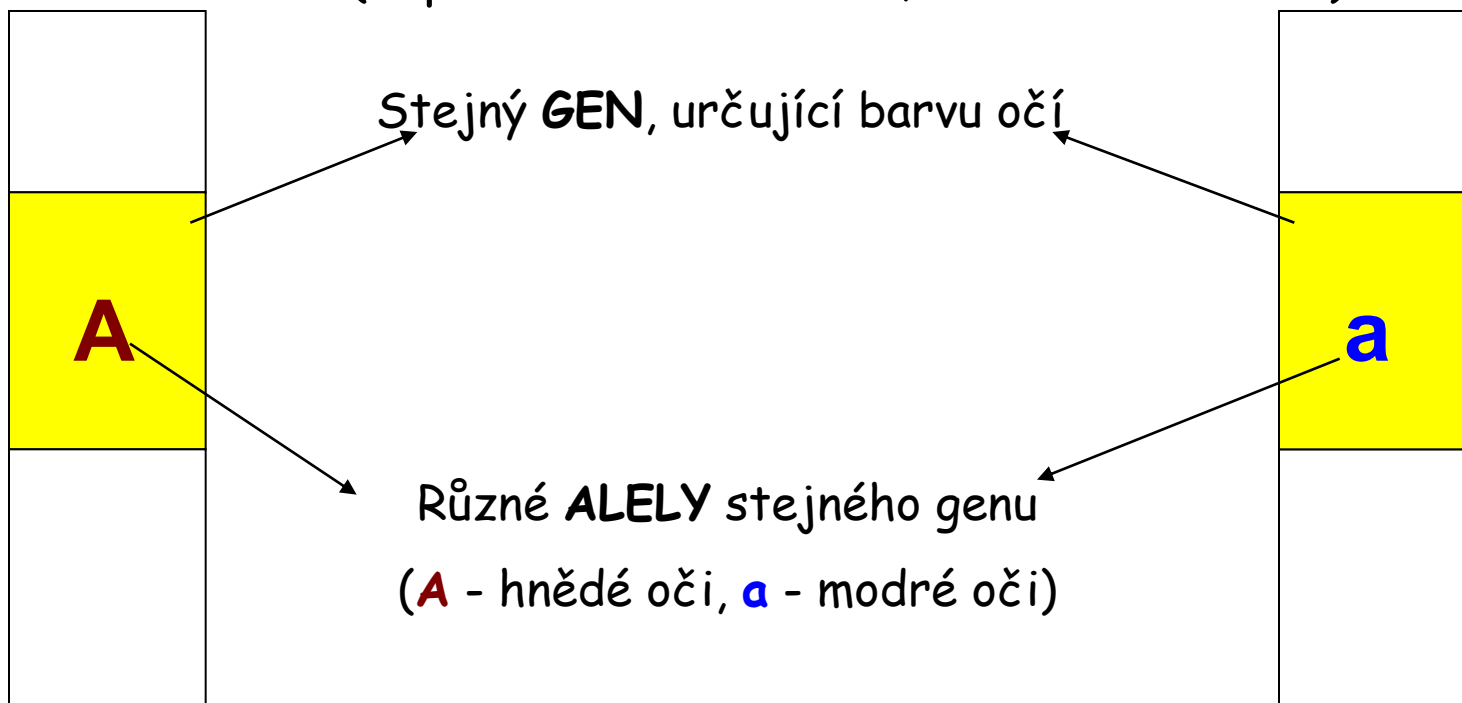 Stejný GEN, určující barvu očí
A
a
Různé ALELY stejného genu
(A - hnědé oči, a - modré oči)